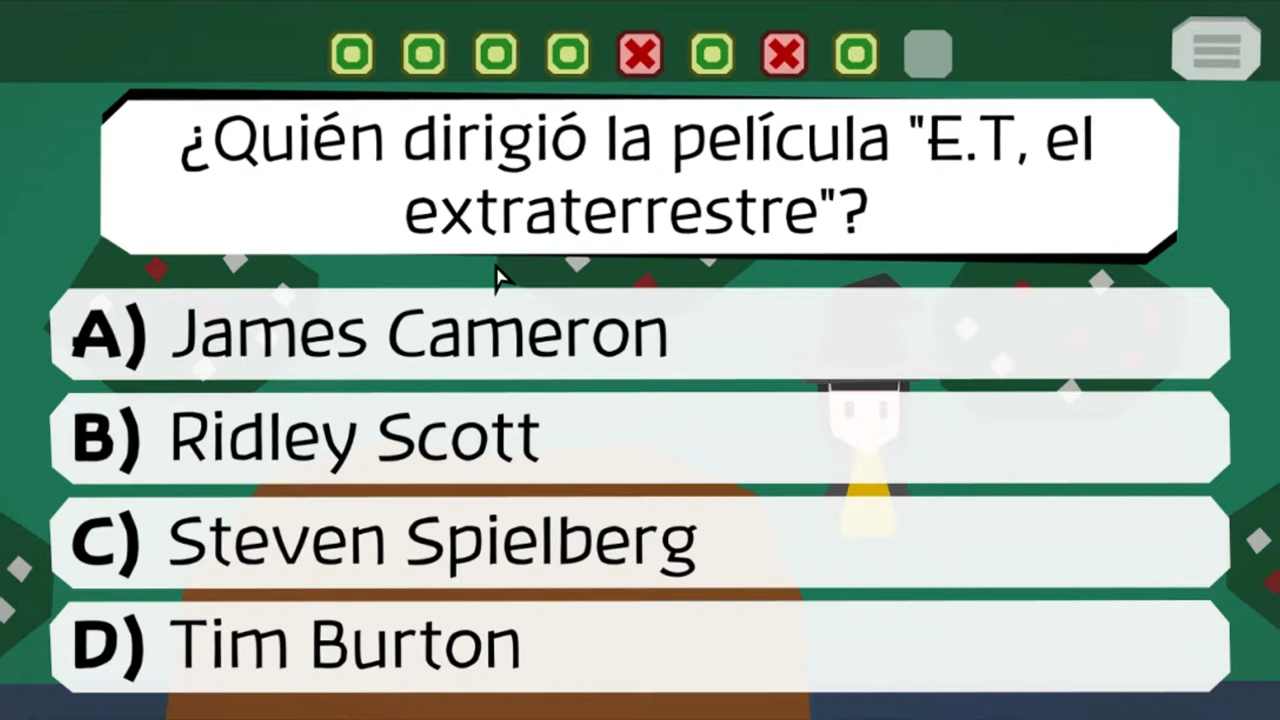 ¿Quién dirigió la película "E.T, el
extraterrestre"?
A) James Cameron
B) Ridley Scott
C) Steven Spielberg
D) Tim Burton